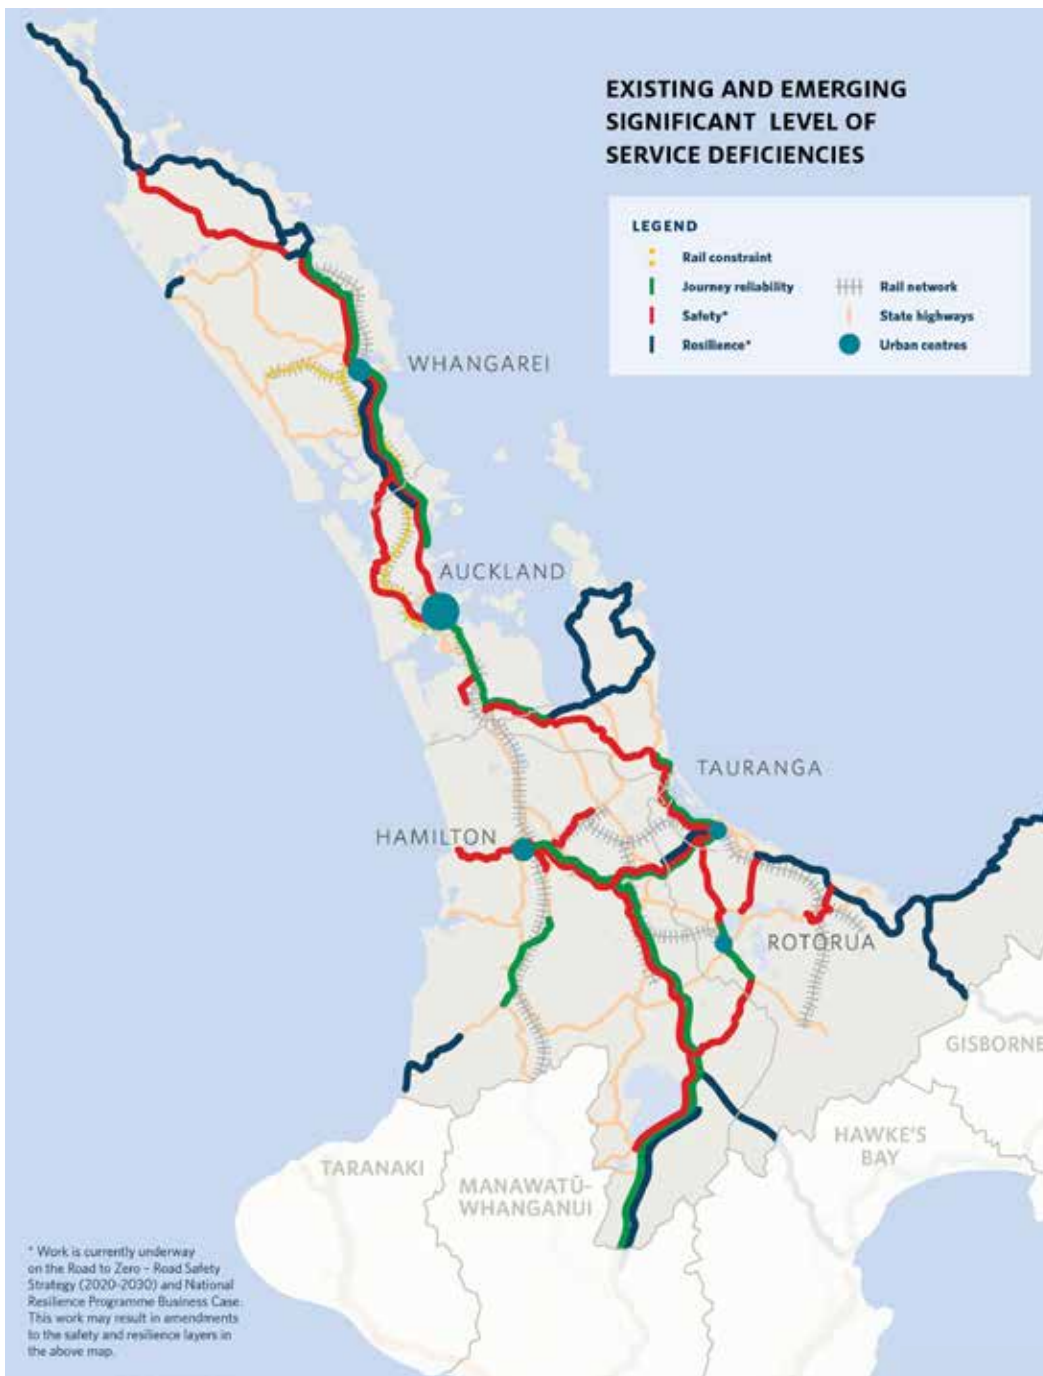 EXISTING AND EMERGING
SIGNIFICANT LEVEL OF
SERVICE DEFICIENCIES
LEGEND
Rail constraint
Journey reliability
Safety*
Resilience*
Rail network
State highways
Urban centres
WHANGAREI
AUCKLAND
TAURANGA
HAMILTON
ROTORUA
GISBORNE
HAWKE'S
BAY
TARANAKI
MANAWATŪ-
WHANGANUI
* Work is currently underway
on the Road to Zero – Road Safety
Strategy (2020-2030) and National
Resilience Programme Business Case.
This work may result in amendments
to the safety and resilience layers in
the above map.